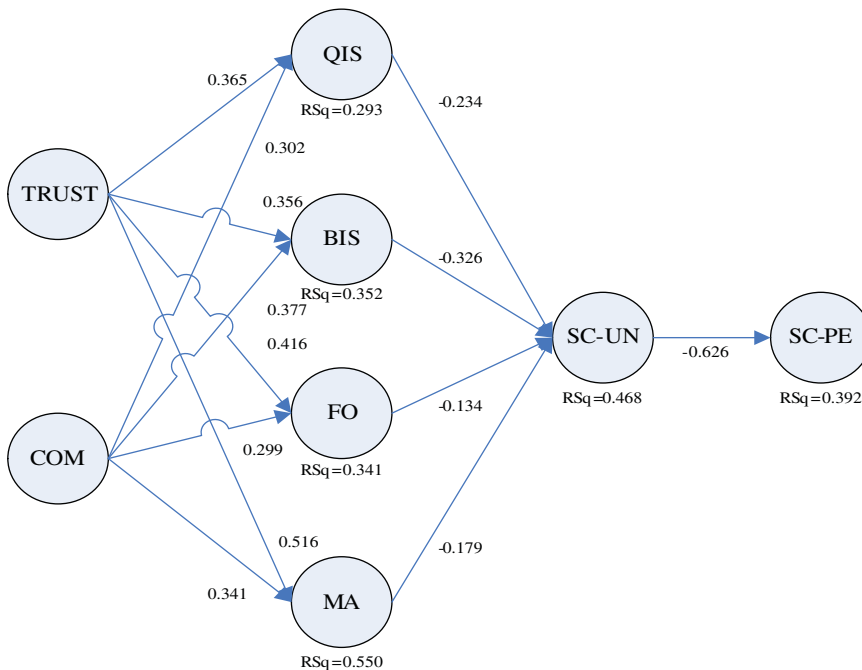 QIS
0.365
-0.234
RSq=0.293
0.302
TRUST
0.356
BIS
-0.326
RSq=0.352
0.377
0.416
SC-UN
-0.626
SC-PE
RSq=0.468
RSq=0.392
FO
-0.134
0.299
RSq=0.341
COM
0.516
-0.179
0.341
MA
RSq=0.550